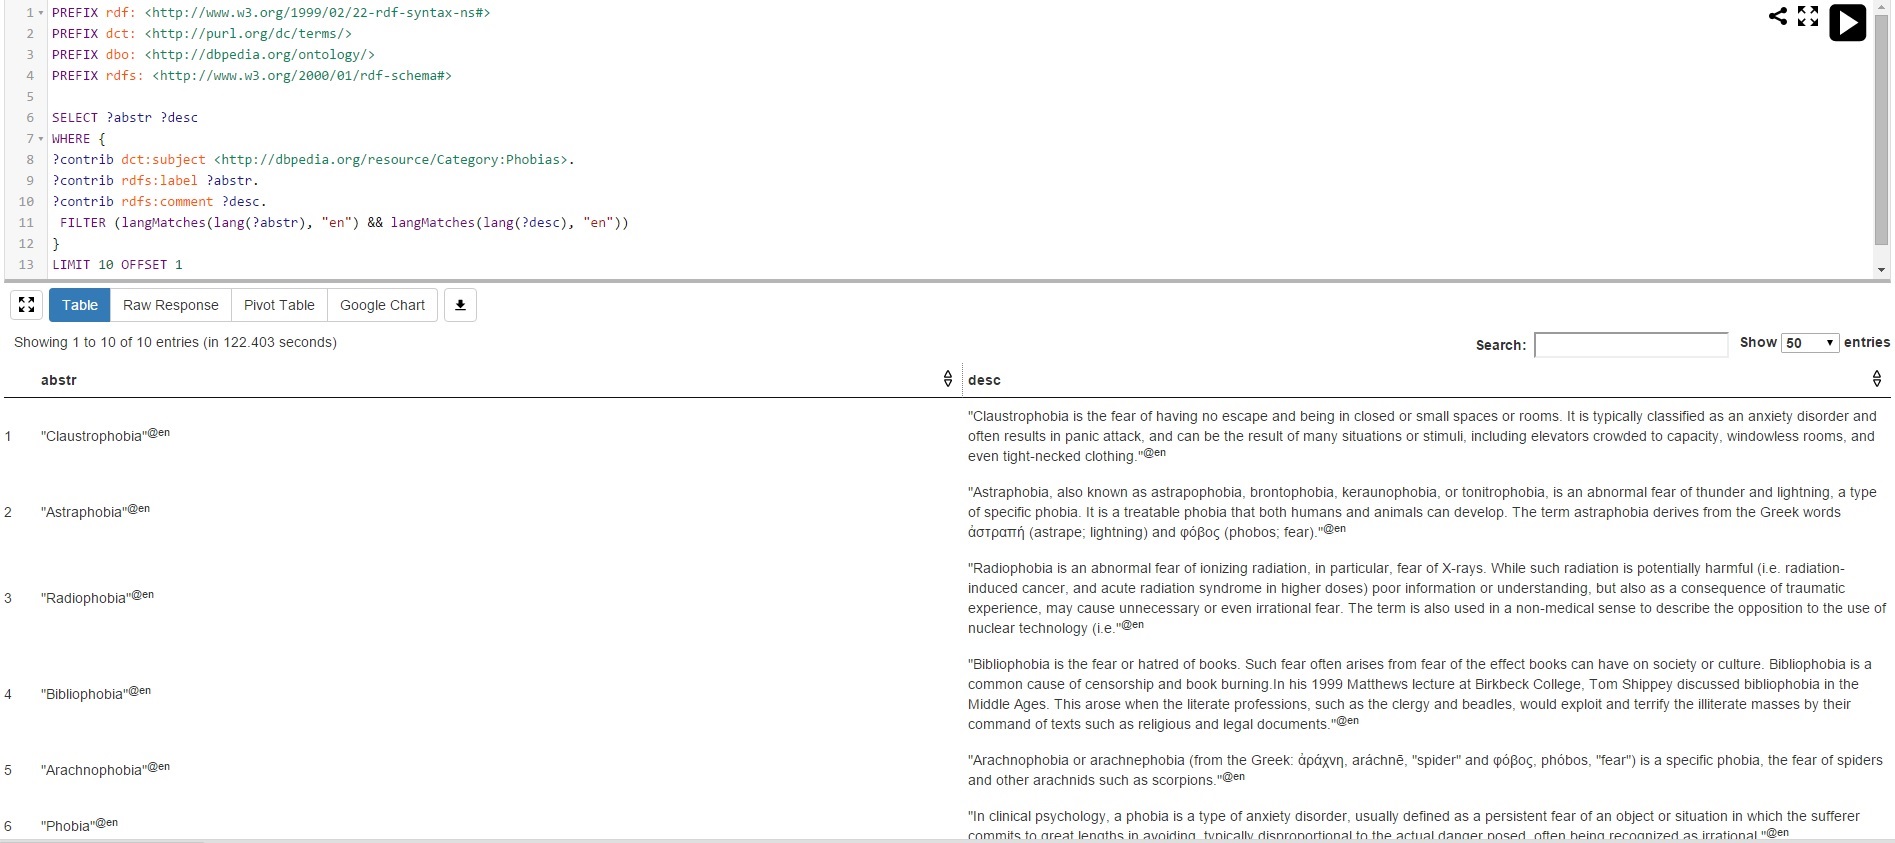 1 PREFIX rdf: <http://www.w3.org/1999/02/22-rdf-syntax-ns#>
2 PREFIX dct: <http://purl.org/dc/terms/>
3 PREFIX dbo: <http://dbpedia.org/ontology/>
4 PREFIX rdfs: <http://www.w3.org/2000/01/rdf-schema#>
5
6 SELECT ?abstr ?desc
7 WHERE {
8 ?contrib dct:subject <http://dbpedia.org/resource/Category:Phobias>.
9 ?contrib rdfs:label ?abstr.
10 ?contrib rdfs:comment ?desc.
11 FILTER (langMatches(lang(?abstr), "en") && langMatches(lang(?desc), "en"))
12 }
13 LIMIT 10 OFFSET 1
Table Raw Response Pivot Table Google Chart
Showing 1 to 10 of 10 entries (in 122.403 seconds)
Search: Show 50 entries
abstr desc
1 "Claustrophobia"@en
"Claustrophobia is the fear of having no escape and being in closed or small spaces or rooms. It is typically classified as an anxiety disorder and
often results in panic attack, and can be the result of many situations or stimuli, including elevators crowded to capacity, windowless rooms, and
even tight-necked clothing."@en
2 "Astraphobia"@en
"Astraphobia, also known as astrapophobia, brontophobia, keraunophobia, or tonitrophobia, is an abnormal fear of thunder and lightning, a type
of specific phobia. It is a treatable phobia that both humans and animals can develop. The term astraphobia derives from the Greek words
ἀστραπή (astrape; lightning) and φόβος (phobos; fear)."@en
3 "Radiophobia"@en
"Radiophobia is an abnormal fear of ionizing radiation, in particular, fear of X-rays. While such radiation is potentially harmful (i.e. radiation-
induced cancer, and acute radiation syndrome in higher doses) poor information or understanding, but also as a consequence of traumatic
experience, may cause unnecessary or even irrational fear. The term is also used in a non-medical sense to describe the opposition to the use of
nuclear technology (i.e."@en
4 "Bibliophobia"@en
"Bibliophobia is the fear or hatred of books. Such fear often arises from fear of the effect books can have on society or culture. Bibliophobia is a
common cause of censorship and book burning.In his 1999 Matthews lecture at Birkbeck College, Tom Shippey discussed bibliophobia in the
Middle Ages. This arose when the literate professions, such as the clergy and beadles, would exploit and terrify the illiterate masses by their
command of texts such as religious and legal documents."@en
5 "Arachnophobia"@en
"Arachnophobia or arachnephobia (from the Greek: ἀράχνη, aráchnē, "spider" and φόβος, phóbos, "fear") is a specific phobia, the fear of spiders
and other arachnids such as scorpions."@en
6 "Phobia"@en
"In clinical psychology, a phobia is a type of anxiety disorder, usually defined as a persistent fear of an object or situation in which the sufferer
commits to great lengths in avoiding, typically disproportional to the actual danger posed, often being recognized as irrational."@en